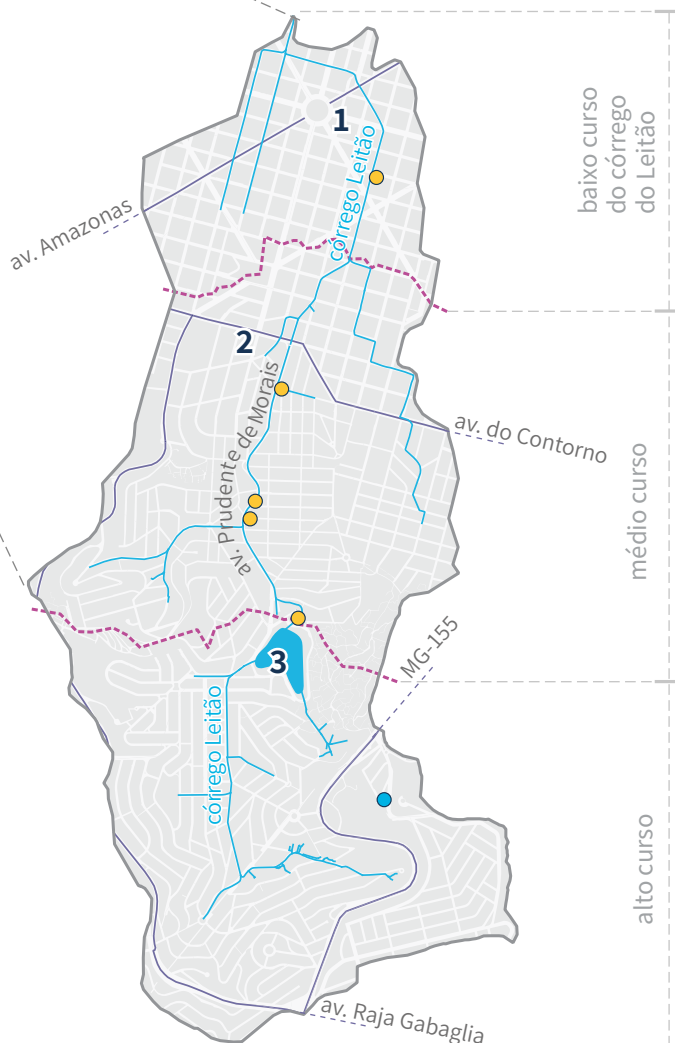 1
baixo curso
do córrego
do Leitão
córrego Leitão
av. Amazonas
2
av. Prudente de Morais
av. do Contorno
médio curso
3
MG-155
córrego Leitão
alto curso
av. Raja Gabaglia